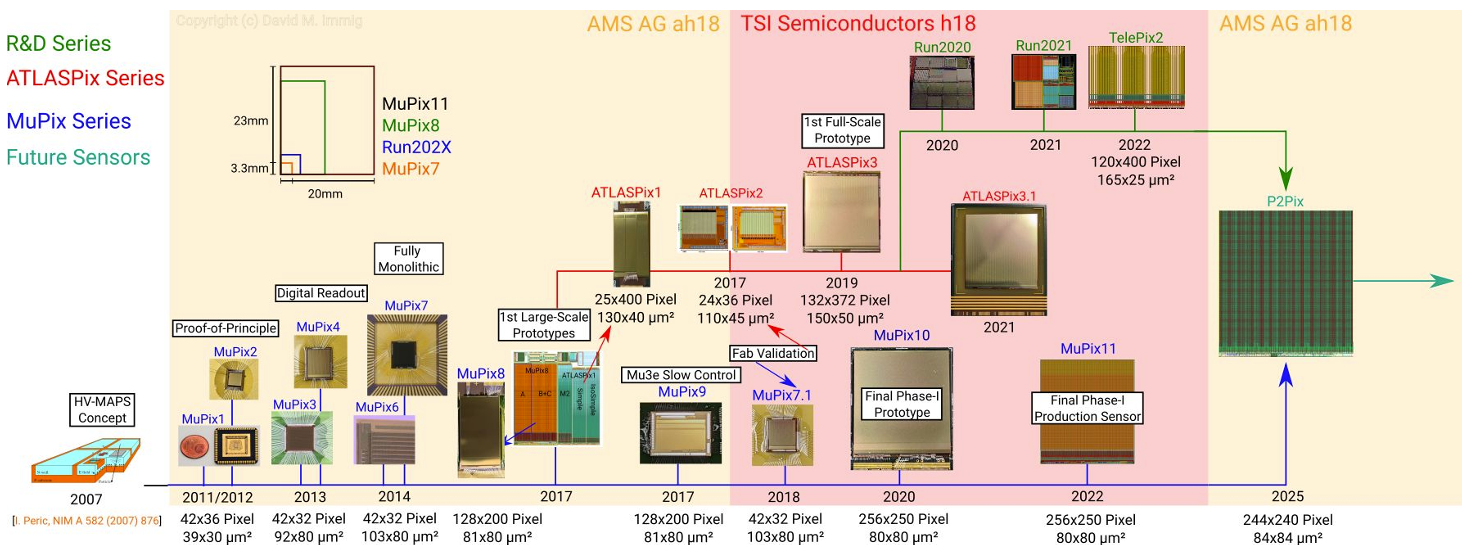 Copyright (c) David M. Immig
AMS AG ah18
TSI Semiconductors h18
AMS AG ah18
R&D Series
ATLASPix Series
MuPix Series
Future Sensors
23mm
3.3mm
20mm
MuPix11
MuPix8
Run202X
MuPix7
Run2020
Run2021
TelePix2
2020
2021
2022
120x400 Pixel
165x25 µm²
1st Full-Scale
Prototype
ATLASPix1
ATLASPix2
ATLASPix3
ATLASPix3.1
P2Pix
25x400 Pixel
130x40 µm²
2017
24x36 Pixel
110x45 µm²
2019
132x372 Pixel
150x50 µm²
2021
Fully
Monolithic
Digital Readout
Proof-of-Principle
1st Large-Scale
Prototypes
HV-MAPS
Concept
MuPix1
MuPix2
MuPix3
MuPix4
MuPix6
MuPix7
MuPix8
MuPix8
ATLASPix1
A
B+C
M2
Simple
IsoSimple
Mu3e Slow Control
MuPix9
Fab Validation
MuPix7.1
MuPix10
Final Phase-I
Prototype
MuPix11
Final Phase-I
Production Sensor
2007
[I. Peric, NIM A 582 (2007) 876]
2011/2012
42x36 Pixel
39x30 µm²
2013
42x32 Pixel
92x80 µm²
2014
42x32 Pixel
103x80 µm²
2017
128x200 Pixel
81x80 µm²
2017
128x200 Pixel
81x80 µm²
2018
42x32 Pixel
103x80 µm²
2020
256x250 Pixel
80x80 µm²
2022
256x250 Pixel
80x80 µm²
2025
244x240 Pixel
84x84 µm²